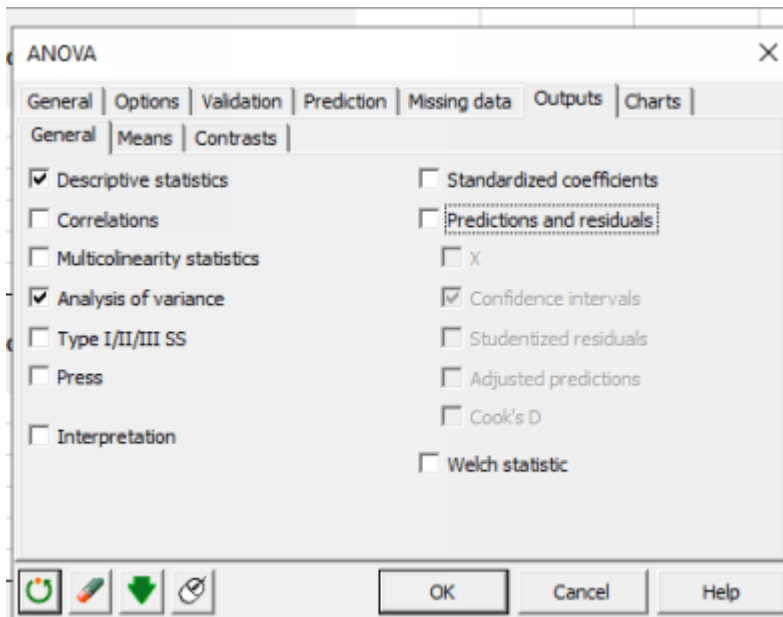 ANOVA
General Options Validation Prediction Missing data Outputs Charts
General Means Contrasts
Descriptive statistics
Correlations
Multicolinearity statistics
Analysis of variance
Type I/II/III SS
Press
Interpretation
Standardized coefficients
Predictions and residuals
X
Confidence intervals
Studentized residuals
Adjusted predictions
Cook's D
Welch statistic
OK Cancel Help